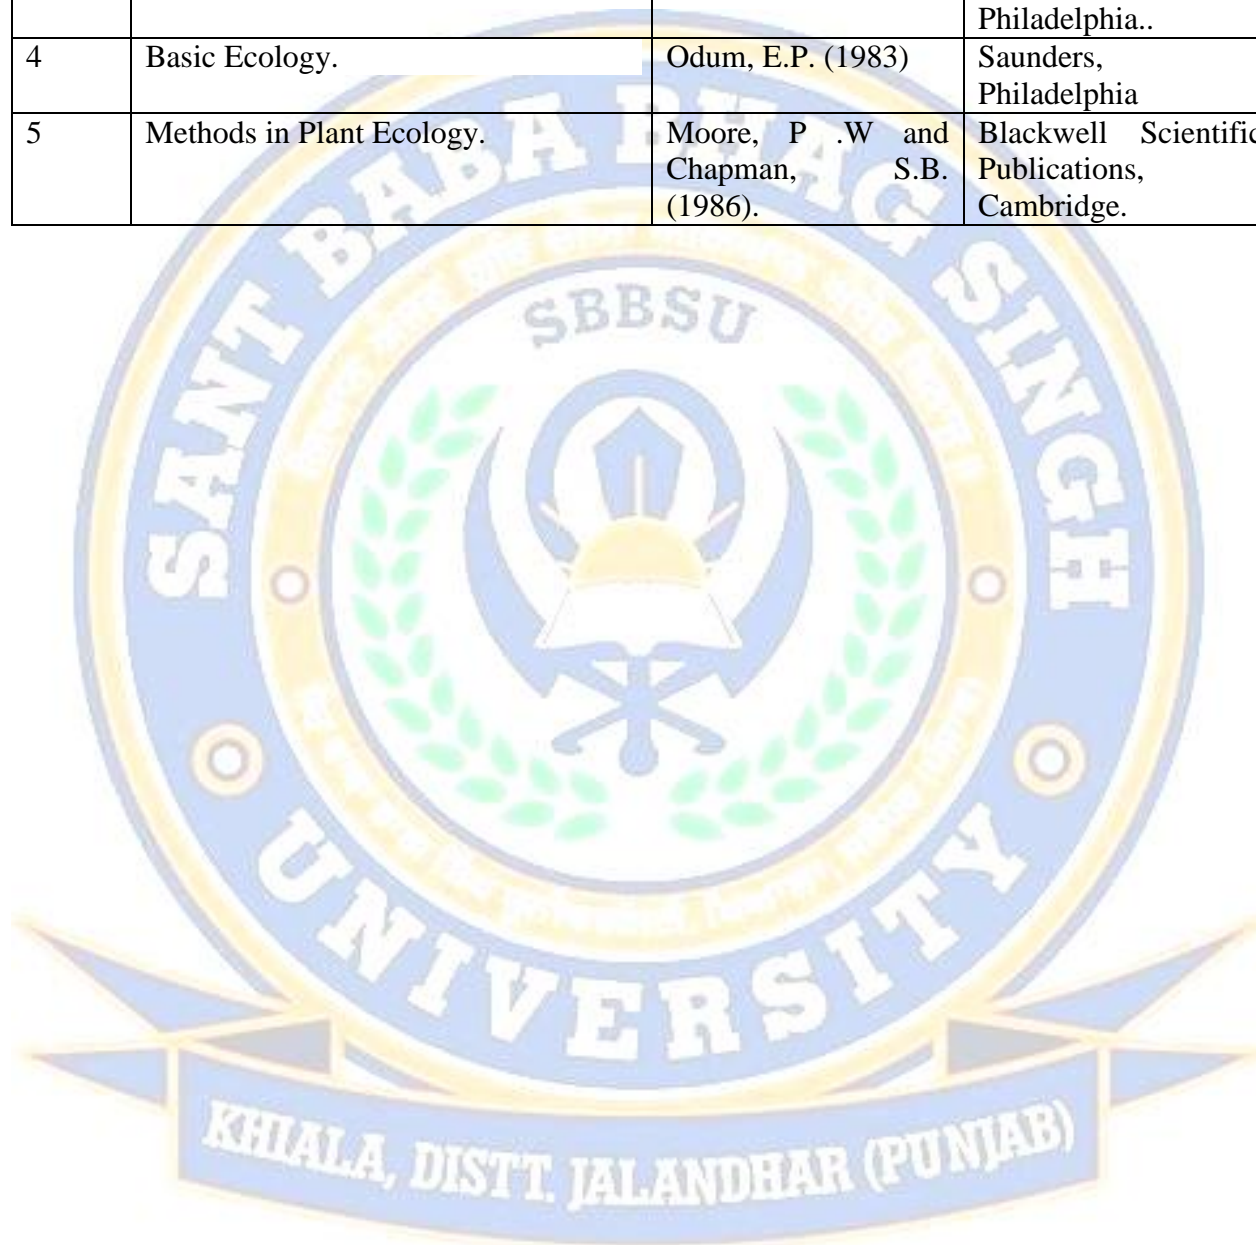 Philadelphia..
4 Basic Ecology. Odum, E.P. (1983) Saunders,
Philadelphia
5 Methods in Plant Ecology. Moore, P .W and Blackwell Scientific
Chapman, S.B. Publications,
(1986). Cambridge.
SANT BABA BHAG SINGH
SBBSU
UNIVERSITY
KHIALA, DISTT. JALANDHAR (PUNJAB)